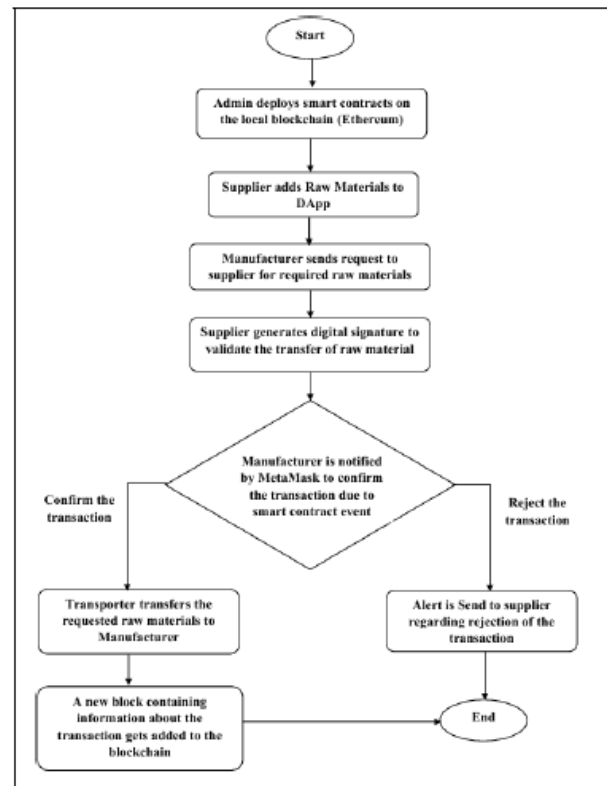 Start
Admin deploys smart contracts on
the local blockchain (Ethereum)
Supplier adds Raw Materials to
DApp
Manufacturer sends request to
supplier for required raw materials
Supplier generates digital signature to
validate the transfer of raw material
Manufacturer is notified
by MetaMask to confirm
the transaction due to
smart contract event
Confirm the
transaction
Reject the
transaction
Transporter transfers the
requested raw materials to
Manufacturer
Alert is Send to supplier
regarding rejection of the
transaction
A new block containing
information about the
transaction gets added to the
blockchain
End